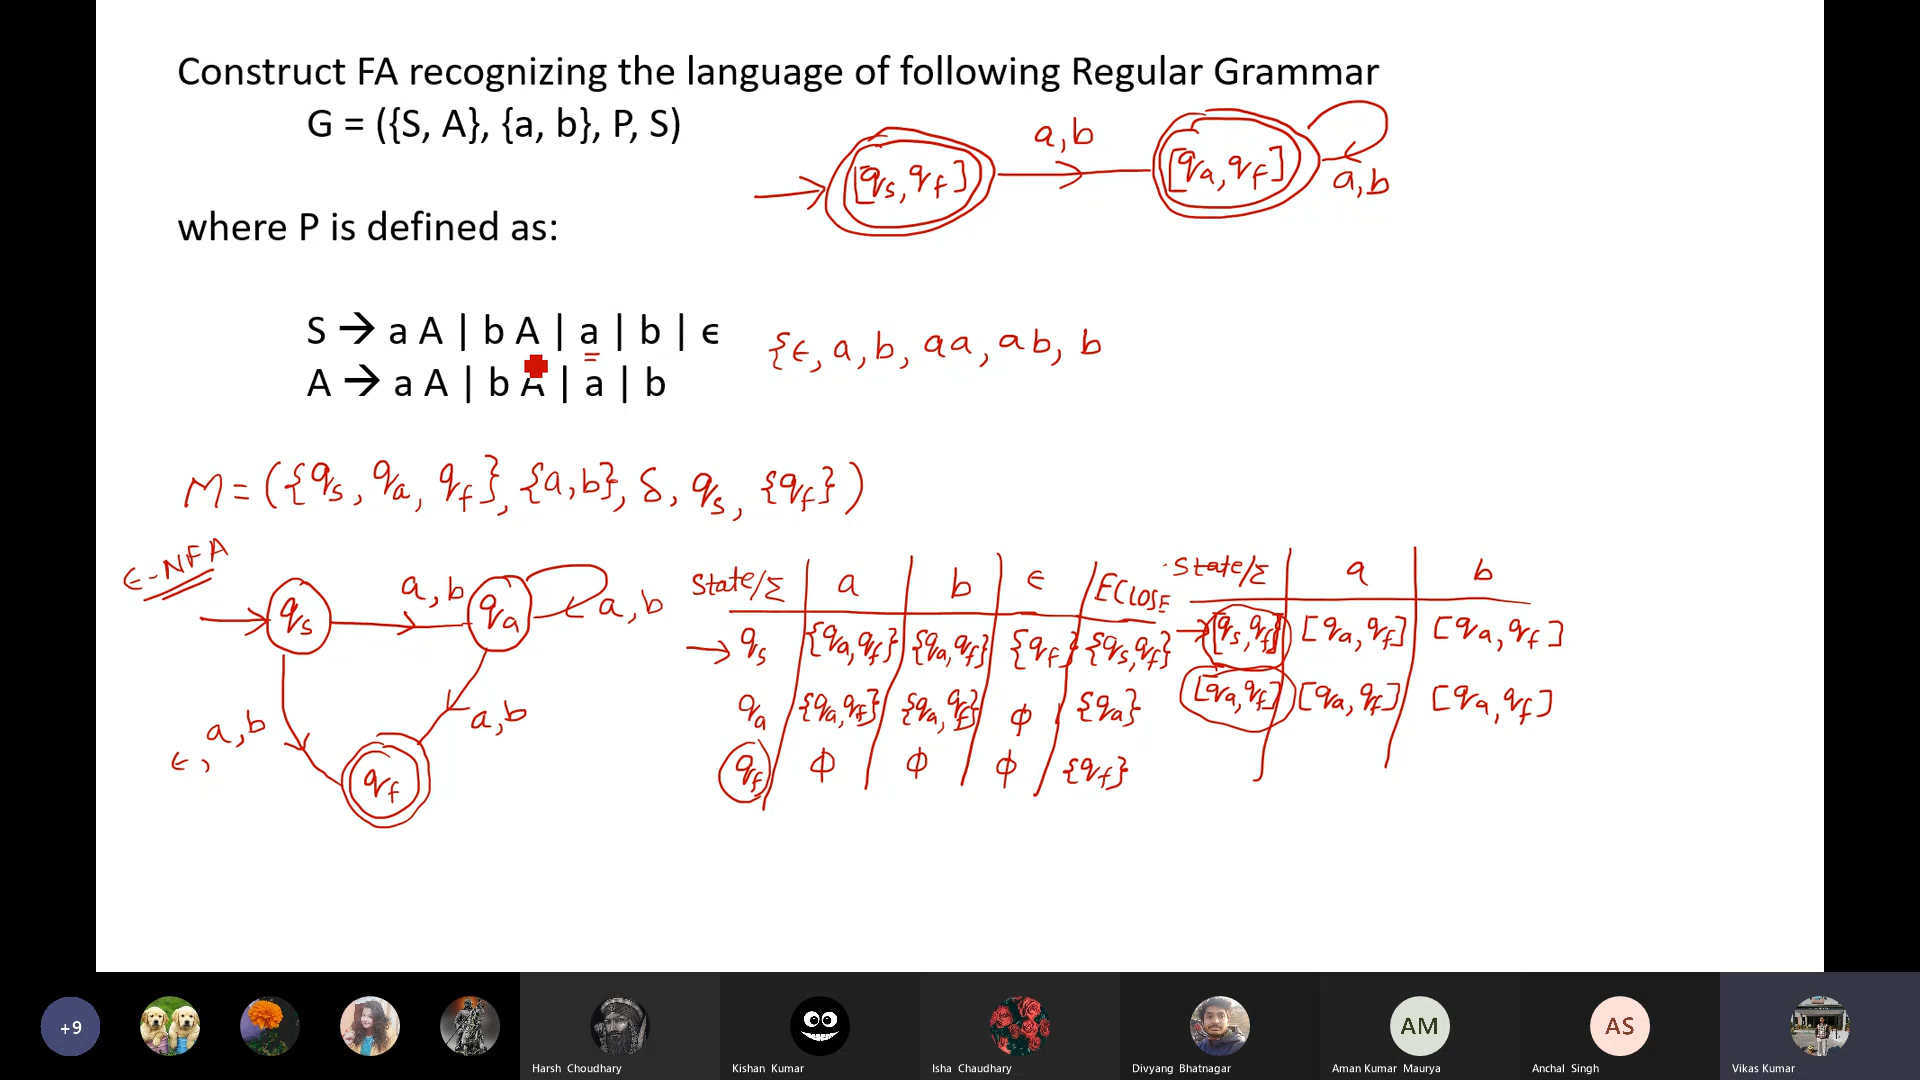 Construct FA recognizing the language of following Regular Grammar
G = ({S, A}, {a, b}, P, S)
[qs, qf] a,b [qa, qf] a,b
where P is defined as:
S → a A | b A | a | b | ϵ
A → a A | b A | a | b
{ϵ, a, b, aa, ab, b
M = ({qs, qa, qf}, {a,b}, δ, qs, {qf})
ϵ-NFA
qs a,b qa a,b
ϵ, a,b a,b
qf
State/Σ a b ϵ ECLOSE
→ qs {qa,qf} {qa,qf} {qf} {qs,qf}
qa {qa,qf} {qa,qf} ϕ {qa}
qf ϕ ϕ ϕ {qf}
State/Σ a b
→ [qs,qf] [qa,qf] [qa,qf]
[qa,qf] [qa,qf] [qa,qf]
+9 AM AS
Harsh Choudhary Kishan Kumar Isha Chaudhary Divyang Bhatnagar Aman Kumar Maurya Anchal Singh Vikas Kumar